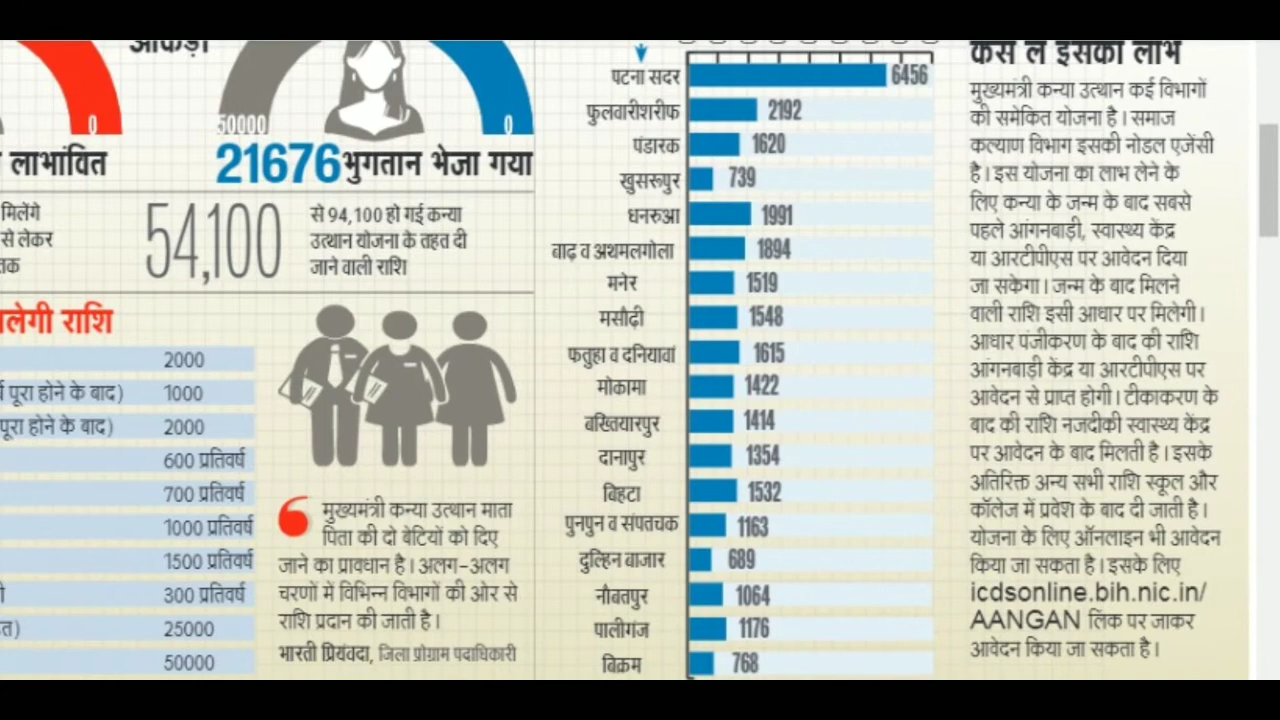 आंकड़ा
0
50000
0
लाभांवित
21676 भुगतान भेजा गया
मिलेंगे
से लेकर
तक
54,100
से 94,100 हो गई कन्या
उत्थान योजना के तहत दी
जाने वाली राशि
लेगी राशि
2000
पूरा होने के बाद) 1000
पूरा होने के बाद) 2000
600 प्रतिवर्ष
700 प्रतिवर्ष
1000 प्रतिवर्ष
1500 प्रतिवर्ष
300 प्रतिवर्ष
25000
50000
मुख्यमंत्री कन्या उत्थान माता
पिता की दो बेटियों को दिए
जाने का प्रावधान है। अलग-अलग
चरणों में विभिन्न विभागों की ओर से
राशि प्रदान की जाती है।
भारती प्रियंवदा, जिला प्रोग्राम पदाधिकारी
पटना सदर 6456
फुलवारीशरीफ 2192
पंडारक 1620
खुसरूपुर 739
धनरुआ 1991
बाढ़ व अथमलगोला 1894
मनेर 1519
मसौढ़ी 1548
फतुहा व दनियावां 1615
मोकामा 1422
बख्तियारपुर 1414
दानापुर 1354
बिहटा 1532
पुनपुन व संपतचक 1163
दुल्हिन बाजार 689
नौबतपुर 1064
पालीगंज 1176
बिक्रम 768
कैसे लें इसका लाभ
मुख्यमंत्री कन्या उत्थान कई विभागों
की समेकित योजना है। समाज
कल्याण विभाग इसकी नोडल एजेंसी
है। इस योजना का लाभ लेने के
लिए कन्या के जन्म के बाद सबसे
पहले आंगनबाड़ी, स्वास्थ्य केंद्र
या आरटीपीएस पर आवेदन दिया
जा सकेगा। जन्म के बाद मिलने
वाली राशि इसी आधार पर मिलेगी।
आधार पंजीकरण के बाद की राशि
आंगनबाड़ी केंद्र या आरटीपीएस पर
आवेदन से प्राप्त होगी। टीकाकरण के
बाद की राशि नजदीकी स्वास्थ्य केंद्र
पर आवेदन के बाद मिलती है। इसके
अतिरिक्त अन्य सभी राशि स्कूल और
कॉलेज में प्रवेश के बाद दी जाती है।
योजना के लिए ऑनलाइन भी आवेदन
किया जा सकता है। इसके लिए
icdsonline.bih.nic.in/
AANGAN लिंक पर जाकर
आवेदन किया जा सकता है।